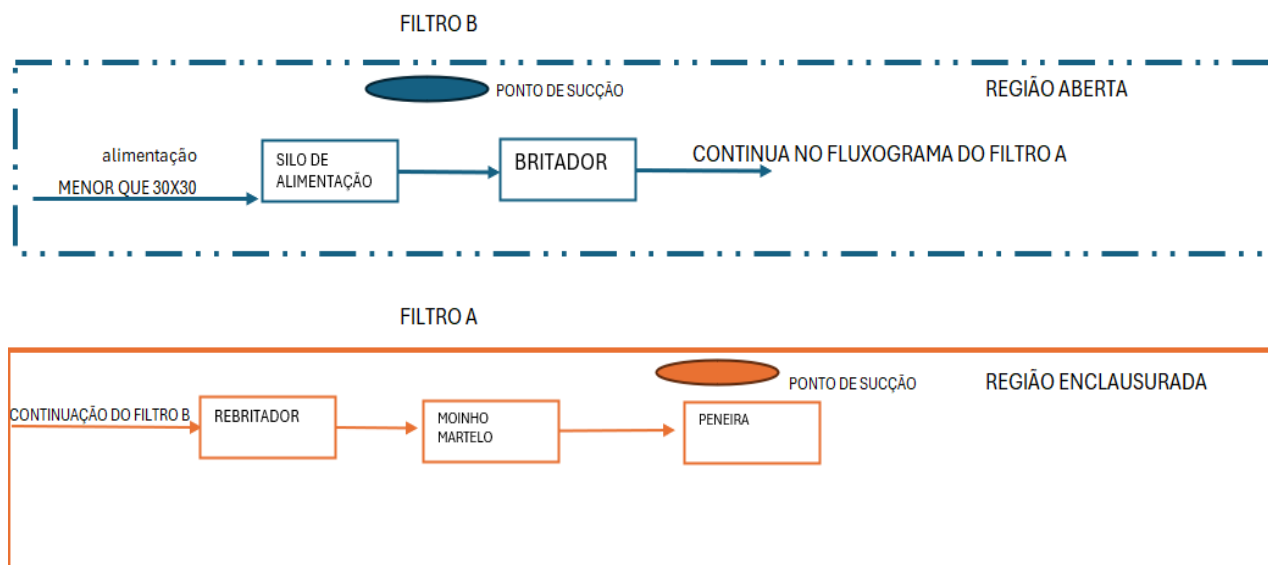 FILTRO B
PONTO DE SUCÇÃO
REGIÃO ABERTA
alimentação
MENOR QUE 30X30
SILO DE
ALIMENTAÇÃO
BRITADOR
CONTINUA NO FLUXOGRAMA DO FILTRO A
FILTRO A
PONTO DE SUCÇÃO
REGIÃO ENCLAUSURADA
CONTINUAÇÃO DO FILTRO B
REBRITADOR
MOINHO
MARTELO
PENEIRA